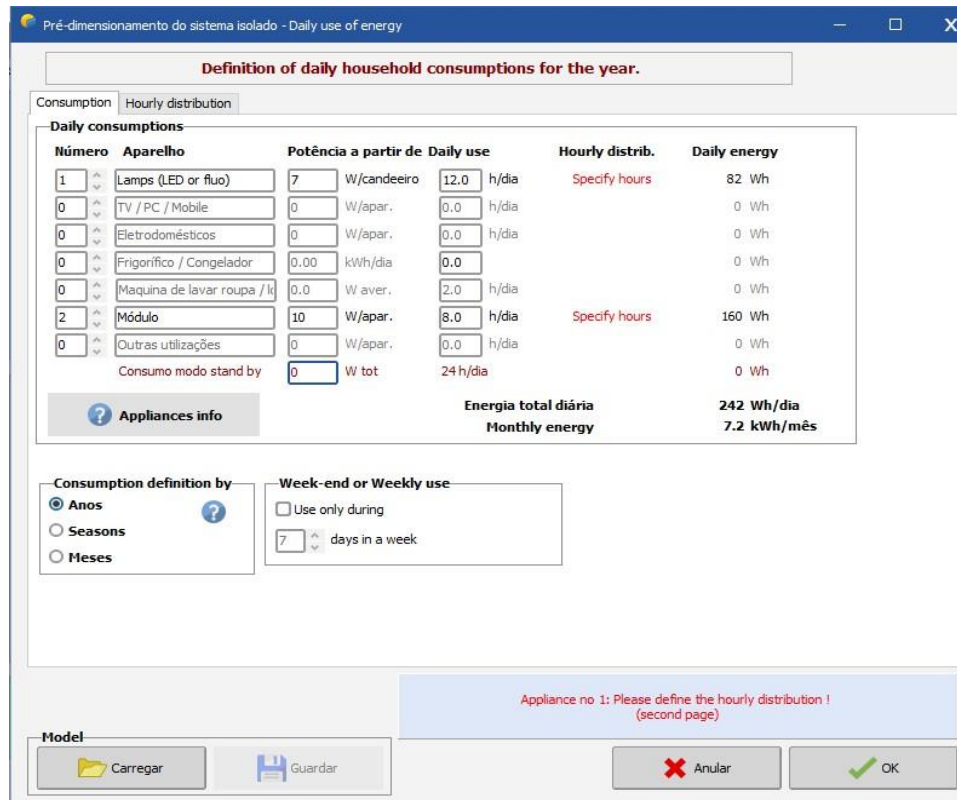 Pré-dimensionamento do sistema isolado - Daily use of energy
Definition of daily household consumptions for the year.
Consumption Hourly distribution
Daily consumptions
Número Aparelho Potência a partir de Daily use Hourly distrib. Daily energy
1 Lamps (LED or fluo) 7 W/candeeiro 12.0 h/dia Specify hours 82 Wh
0 TV / PC / Mobile 0 W/apar. 0.0 h/dia 0 Wh
0 Eletrodomésticos 0 W/apar. 0.0 h/dia 0 Wh
0 Frigorífico / Congelador 0.00 kWh/dia 0.0 0 Wh
0 Maquina de lavar roupa / lo 0.0 W aver. 2.0 h/dia 0 Wh
2 Módulo 10 W/apar. 8.0 h/dia Specify hours 160 Wh
0 Outras utilizações 0 W/apar. 0.0 h/dia 0 Wh
Consumo modo stand by 0 W tot 24 h/dia 0 Wh
? Appliances info
Energia total diária 242 Wh/dia
Monthly energy 7.2 kWh/mês
Consumption definition by
Anos ?
Seasons
Meses
Week-end or Weekly use
Use only during
7 days in a week
Appliance no 1: Please define the hourly distribution !
(second page)
Model
Carregar Guardar Anular OK